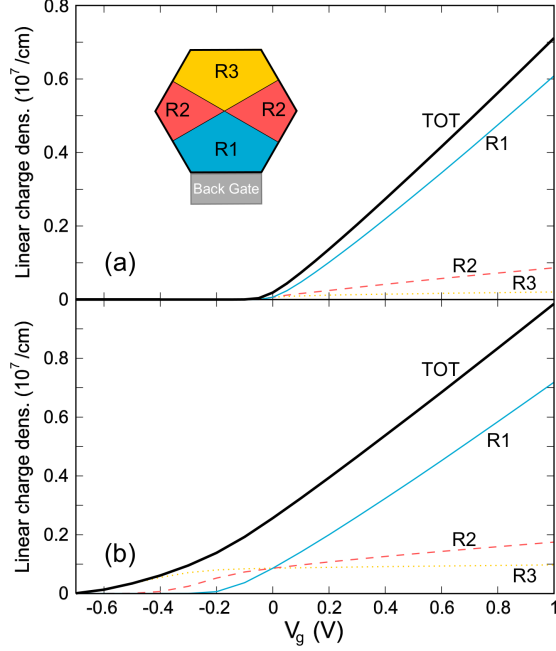 Linear charge dens. (10⁷/cm)
0.8
0.6
0.4
0.2
0
R3
R2
R2
R1
Back Gate
TOT
R1
R2
R3
(a)
Linear charge dens. (10⁷/cm)
0.8
0.6
0.4
0.2
0
TOT
R1
R2
R3
(b)
-0.6 -0.4 -0.2 0 0.2 0.4 0.6 0.8 1
Vg (V)